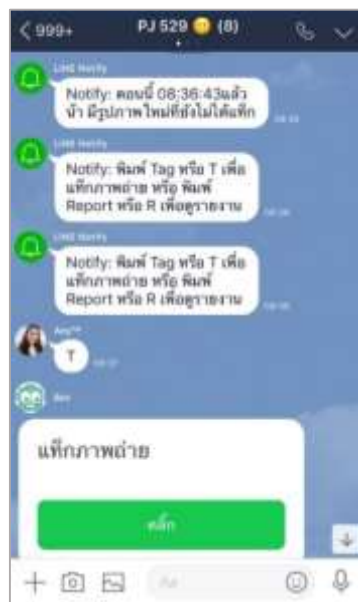 999+
PJ 529 (8)
LINE Notify
Notify: ตอนนี้ 08:36:43แล้ว
น้า มีรูปภาพใหม่ที่ยังไม่ได้แท็ก
LINE Notify
Notify: พิมพ์ Tag หรือ T เพื่อ
แท็กภาพถ่าย หรือ พิมพ์
Report หรือ R เพื่อดูรายงาน
LINE Notify
Notify: พิมพ์ Tag หรือ T เพื่อ
แท็กภาพถ่าย หรือ พิมพ์
Report หรือ R เพื่อดูรายงาน
T
แท็กภาพถ่าย
คลิ๊ก
Aa